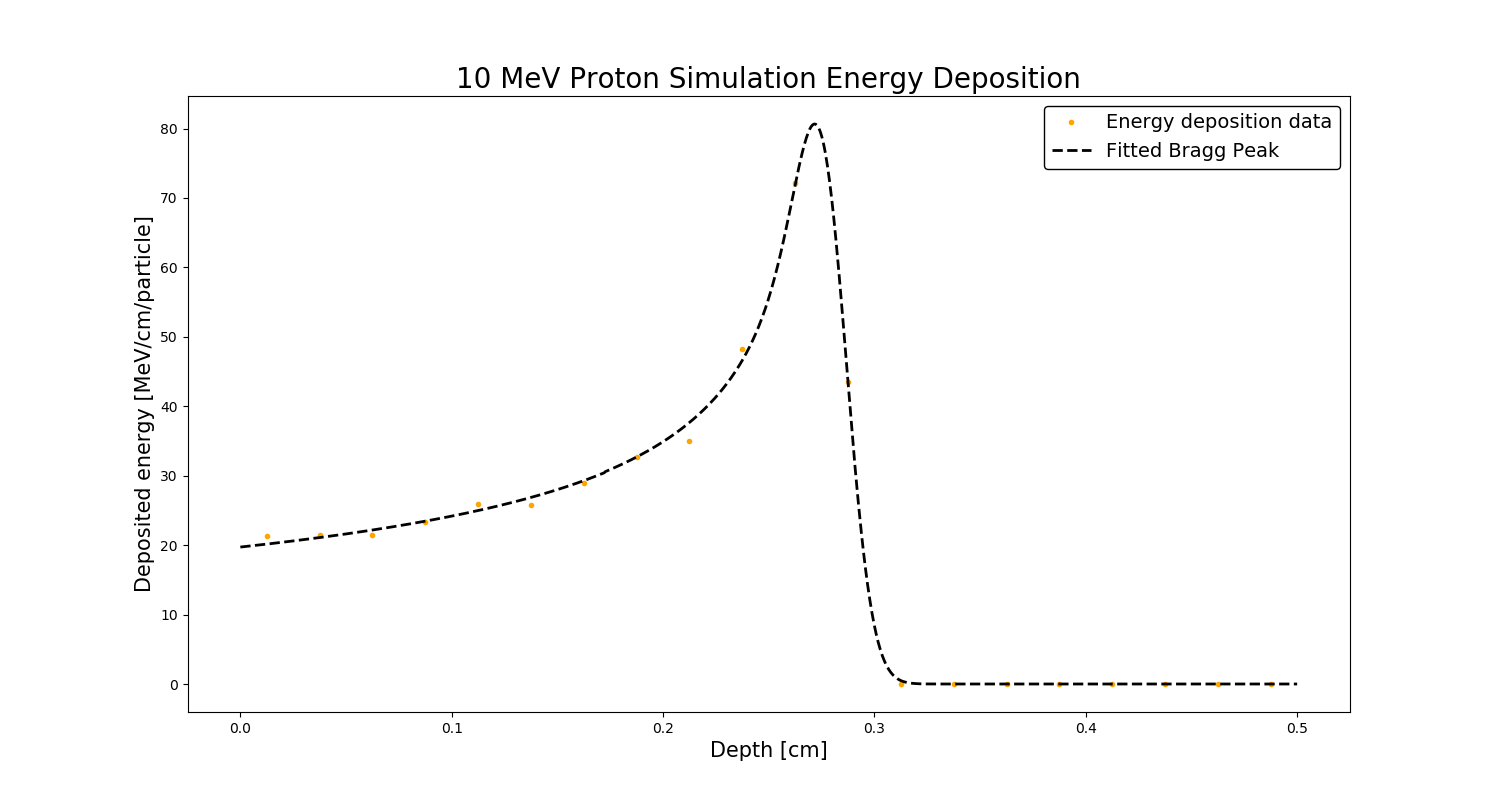 10 MeV Proton Simulation Energy Deposition
Energy deposition data
Fitted Bragg Peak
Deposited energy [MeV/cm/particle]
80
70
60
50
40
30
20
10
0
0.0 0.1 0.2 0.3 0.4 0.5
Depth [cm]